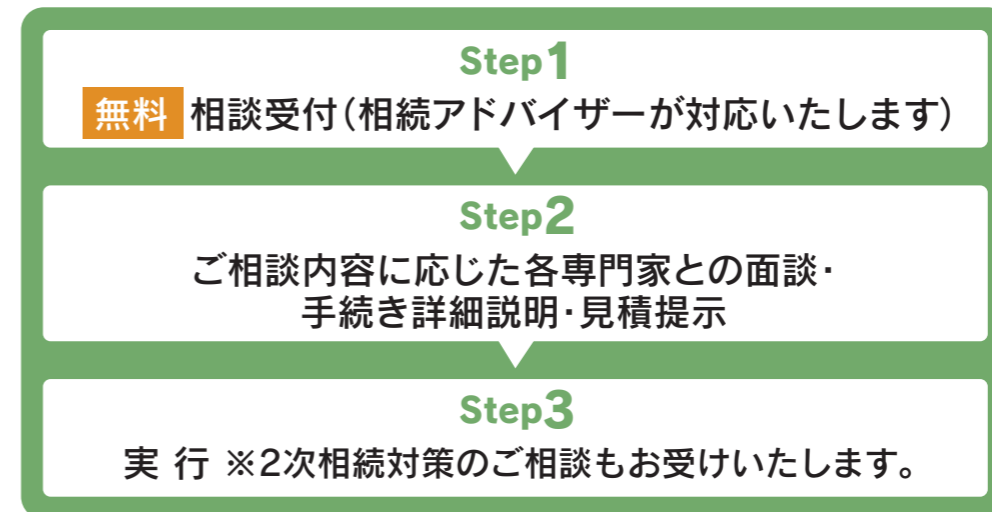 Step1
無料 相談受付(相続アドバイザーが対応いたします)
Step2
ご相談内容に応じた各専門家との面談・
手続き詳細説明・見積提示
Step3
実 行 ※2次相続対策のご相談もお受けいたします。